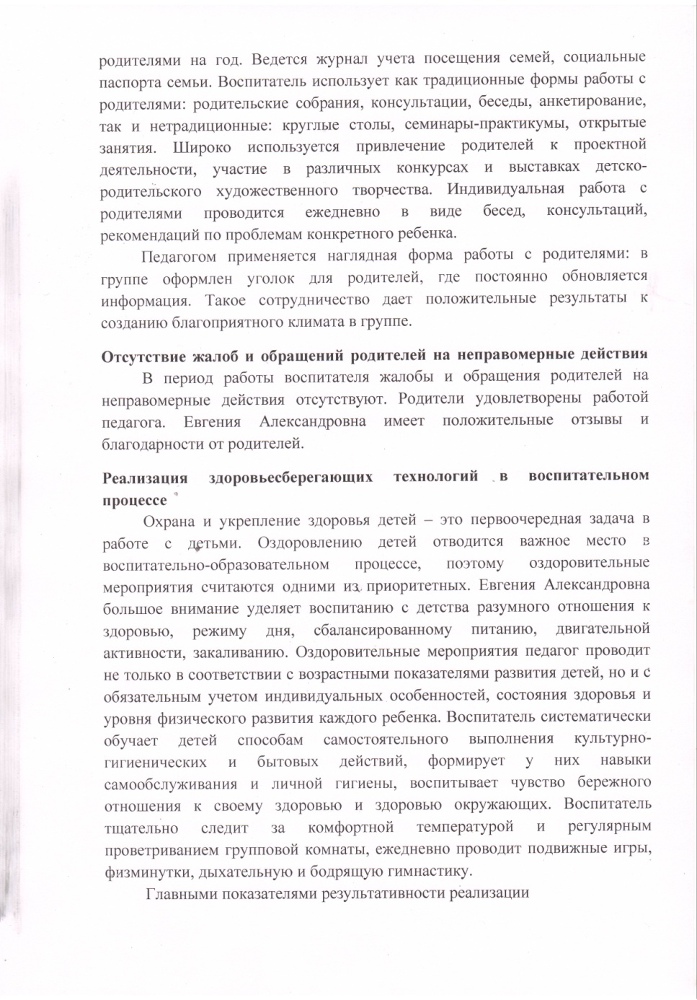 родителями на год. Ведется журнал учета посещения семей, социальные
паспорта семьи. Воспитатель использует как традиционные формы работы с
родителями: родительские собрания, консультации, беседы, анкетирование,
так и нетрадиционные: круглые столы, семинары-практикумы, открытые
занятия. Широко используется привлечение родителей к проектной
деятельности, участие в различных конкурсах и выставках детско-
родительского художественного творчества. Индивидуальная работа с
родителями проводится ежедневно в виде бесед, консультаций,
рекомендаций по проблемам конкретного ребенка.
Педагогом применяется наглядная форма работы с родителями: в
группе оформлен уголок для родителей, где постоянно обновляется
информация. Такое сотрудничество дает положительные результаты к
созданию благоприятного климата в группе.
Отсутствие жалоб и обращений родителей на неправомерные действия
В период работы воспитателя жалобы и обращения родителей на
неправомерные действия отсутствуют. Родители удовлетворены работой
педагога. Евгения Александровна имеет положительные отзывы и
благодарности от родителей.
Реализация здоровьесберегающих технологий в воспитательном
процессе
Охрана и укрепление здоровья детей – это первоочередная задача в
работе с детьми. Оздоровлению детей отводится важное место в
воспитательно-образовательном процессе, поэтому оздоровительные
мероприятия считаются одними из приоритетных. Евгения Александровна
большое внимание уделяет воспитанию с детства разумного отношения к
здоровью, режиму дня, сбалансированному питанию, двигательной
активности, закаливанию. Оздоровительные мероприятия педагог проводит
не только в соответствии с возрастными показателями развития детей, но и с
обязательным учетом индивидуальных особенностей, состояния здоровья и
уровня физического развития каждого ребенка. Воспитатель систематически
обучает детей способам самостоятельного выполнения культурно-
гигиенических и бытовых действий, формирует у них навыки
самообслуживания и личной гигиены, воспитывает чувство бережного
отношения к своему здоровью и здоровью окружающих. Воспитатель
тщательно следит за комфортной температурой и регулярным
проветриванием групповой комнаты, ежедневно проводит подвижные игры,
физминутки, дыхательную и бодрящую гимнастику.
Главными показателями результативности реализации